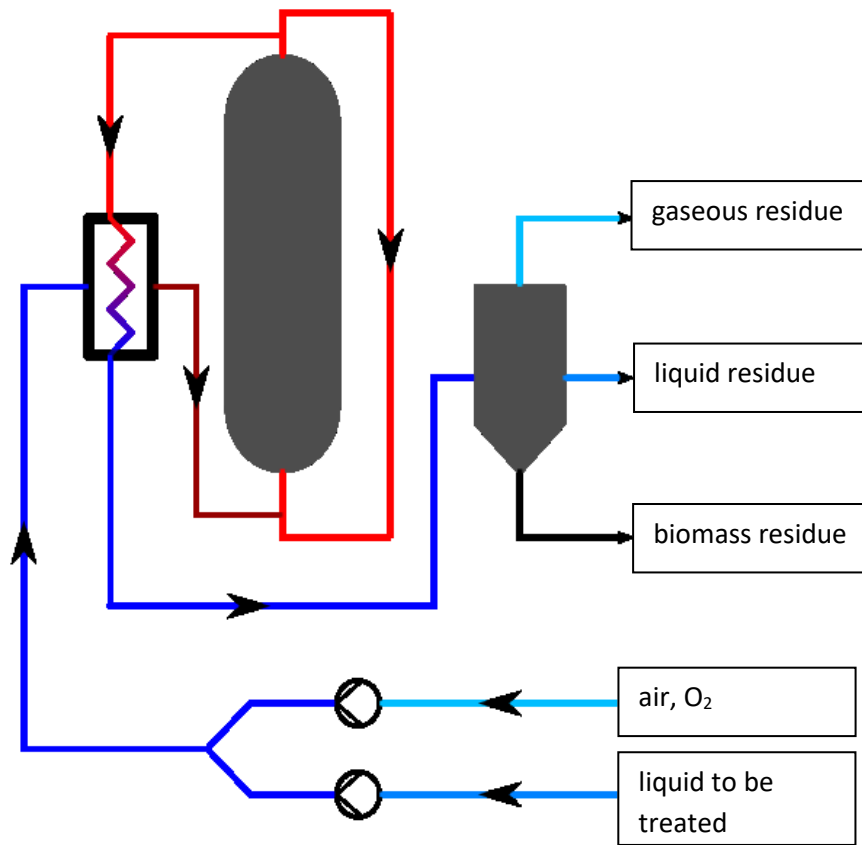 gaseous residue
liquid residue
biomass residue
air, O₂
liquid to be
treated